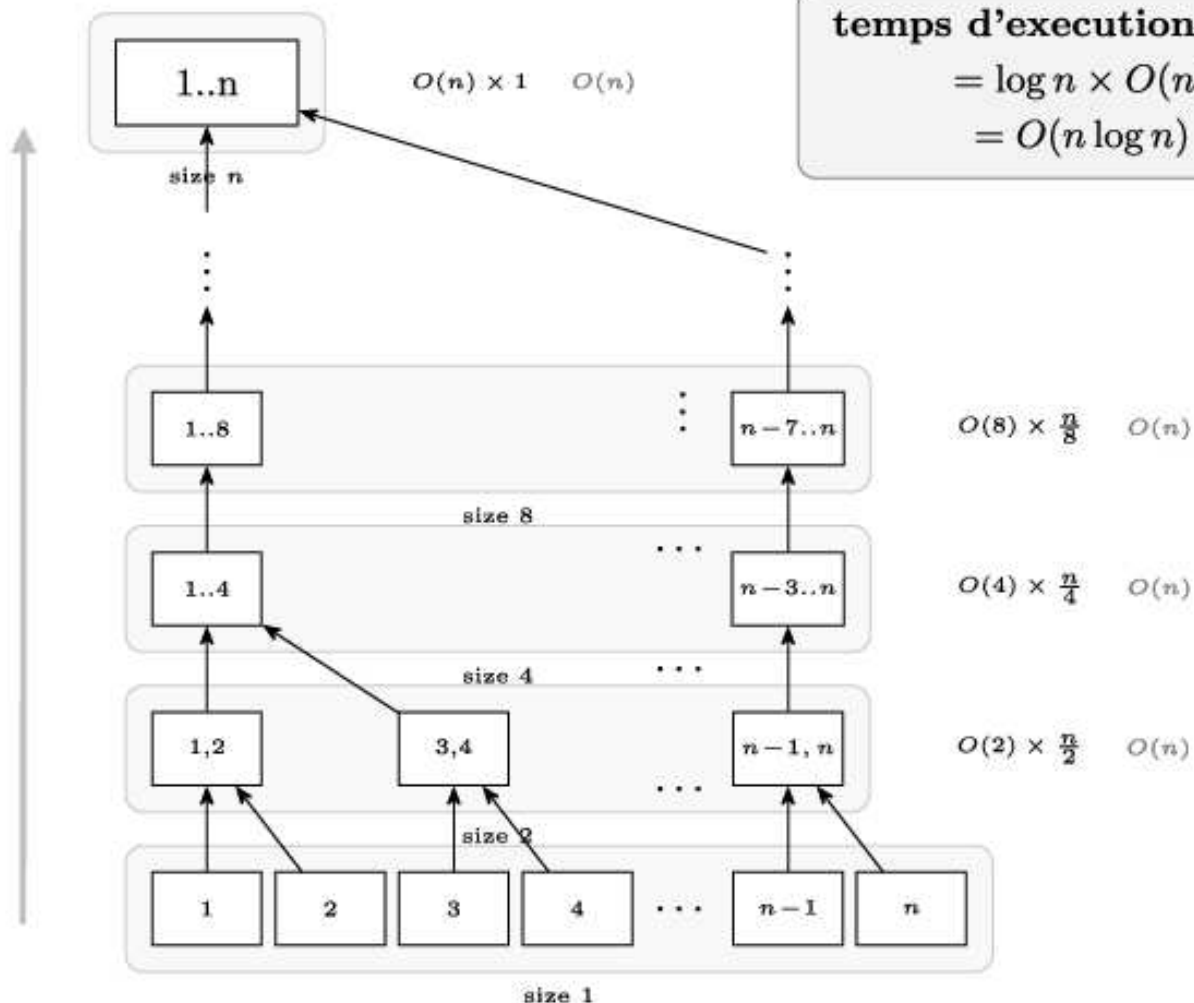 temps d'execution
= log n × O(n
= O(n log n)
1..n
O(n) × 1 O(n)
size n
1..8
n − 7..n
O(8) × n/8 O(n)
size 8
1..4
n − 3..n
O(4) × n/4 O(n)
size 4
1,2
3,4
n − 1, n
O(2) × n/2 O(n)
size 2
1
2
3
4
n − 1
n
size 1